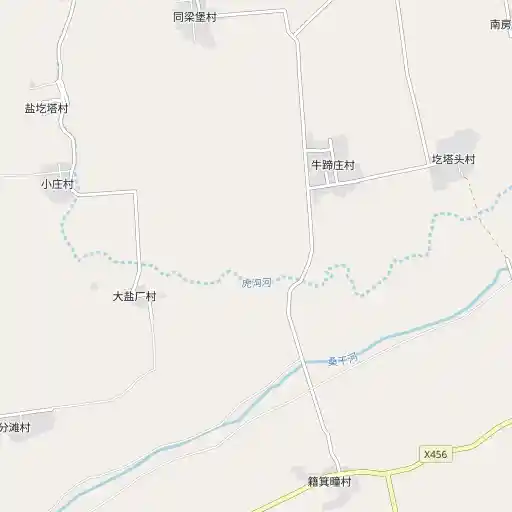 同梁堡村
南房
盐圪塔村
牛蹄庄村
圪塔头村
小庄村
虎沟河
大盐厂村
桑干河
分滩村
X456
籍箕疃村